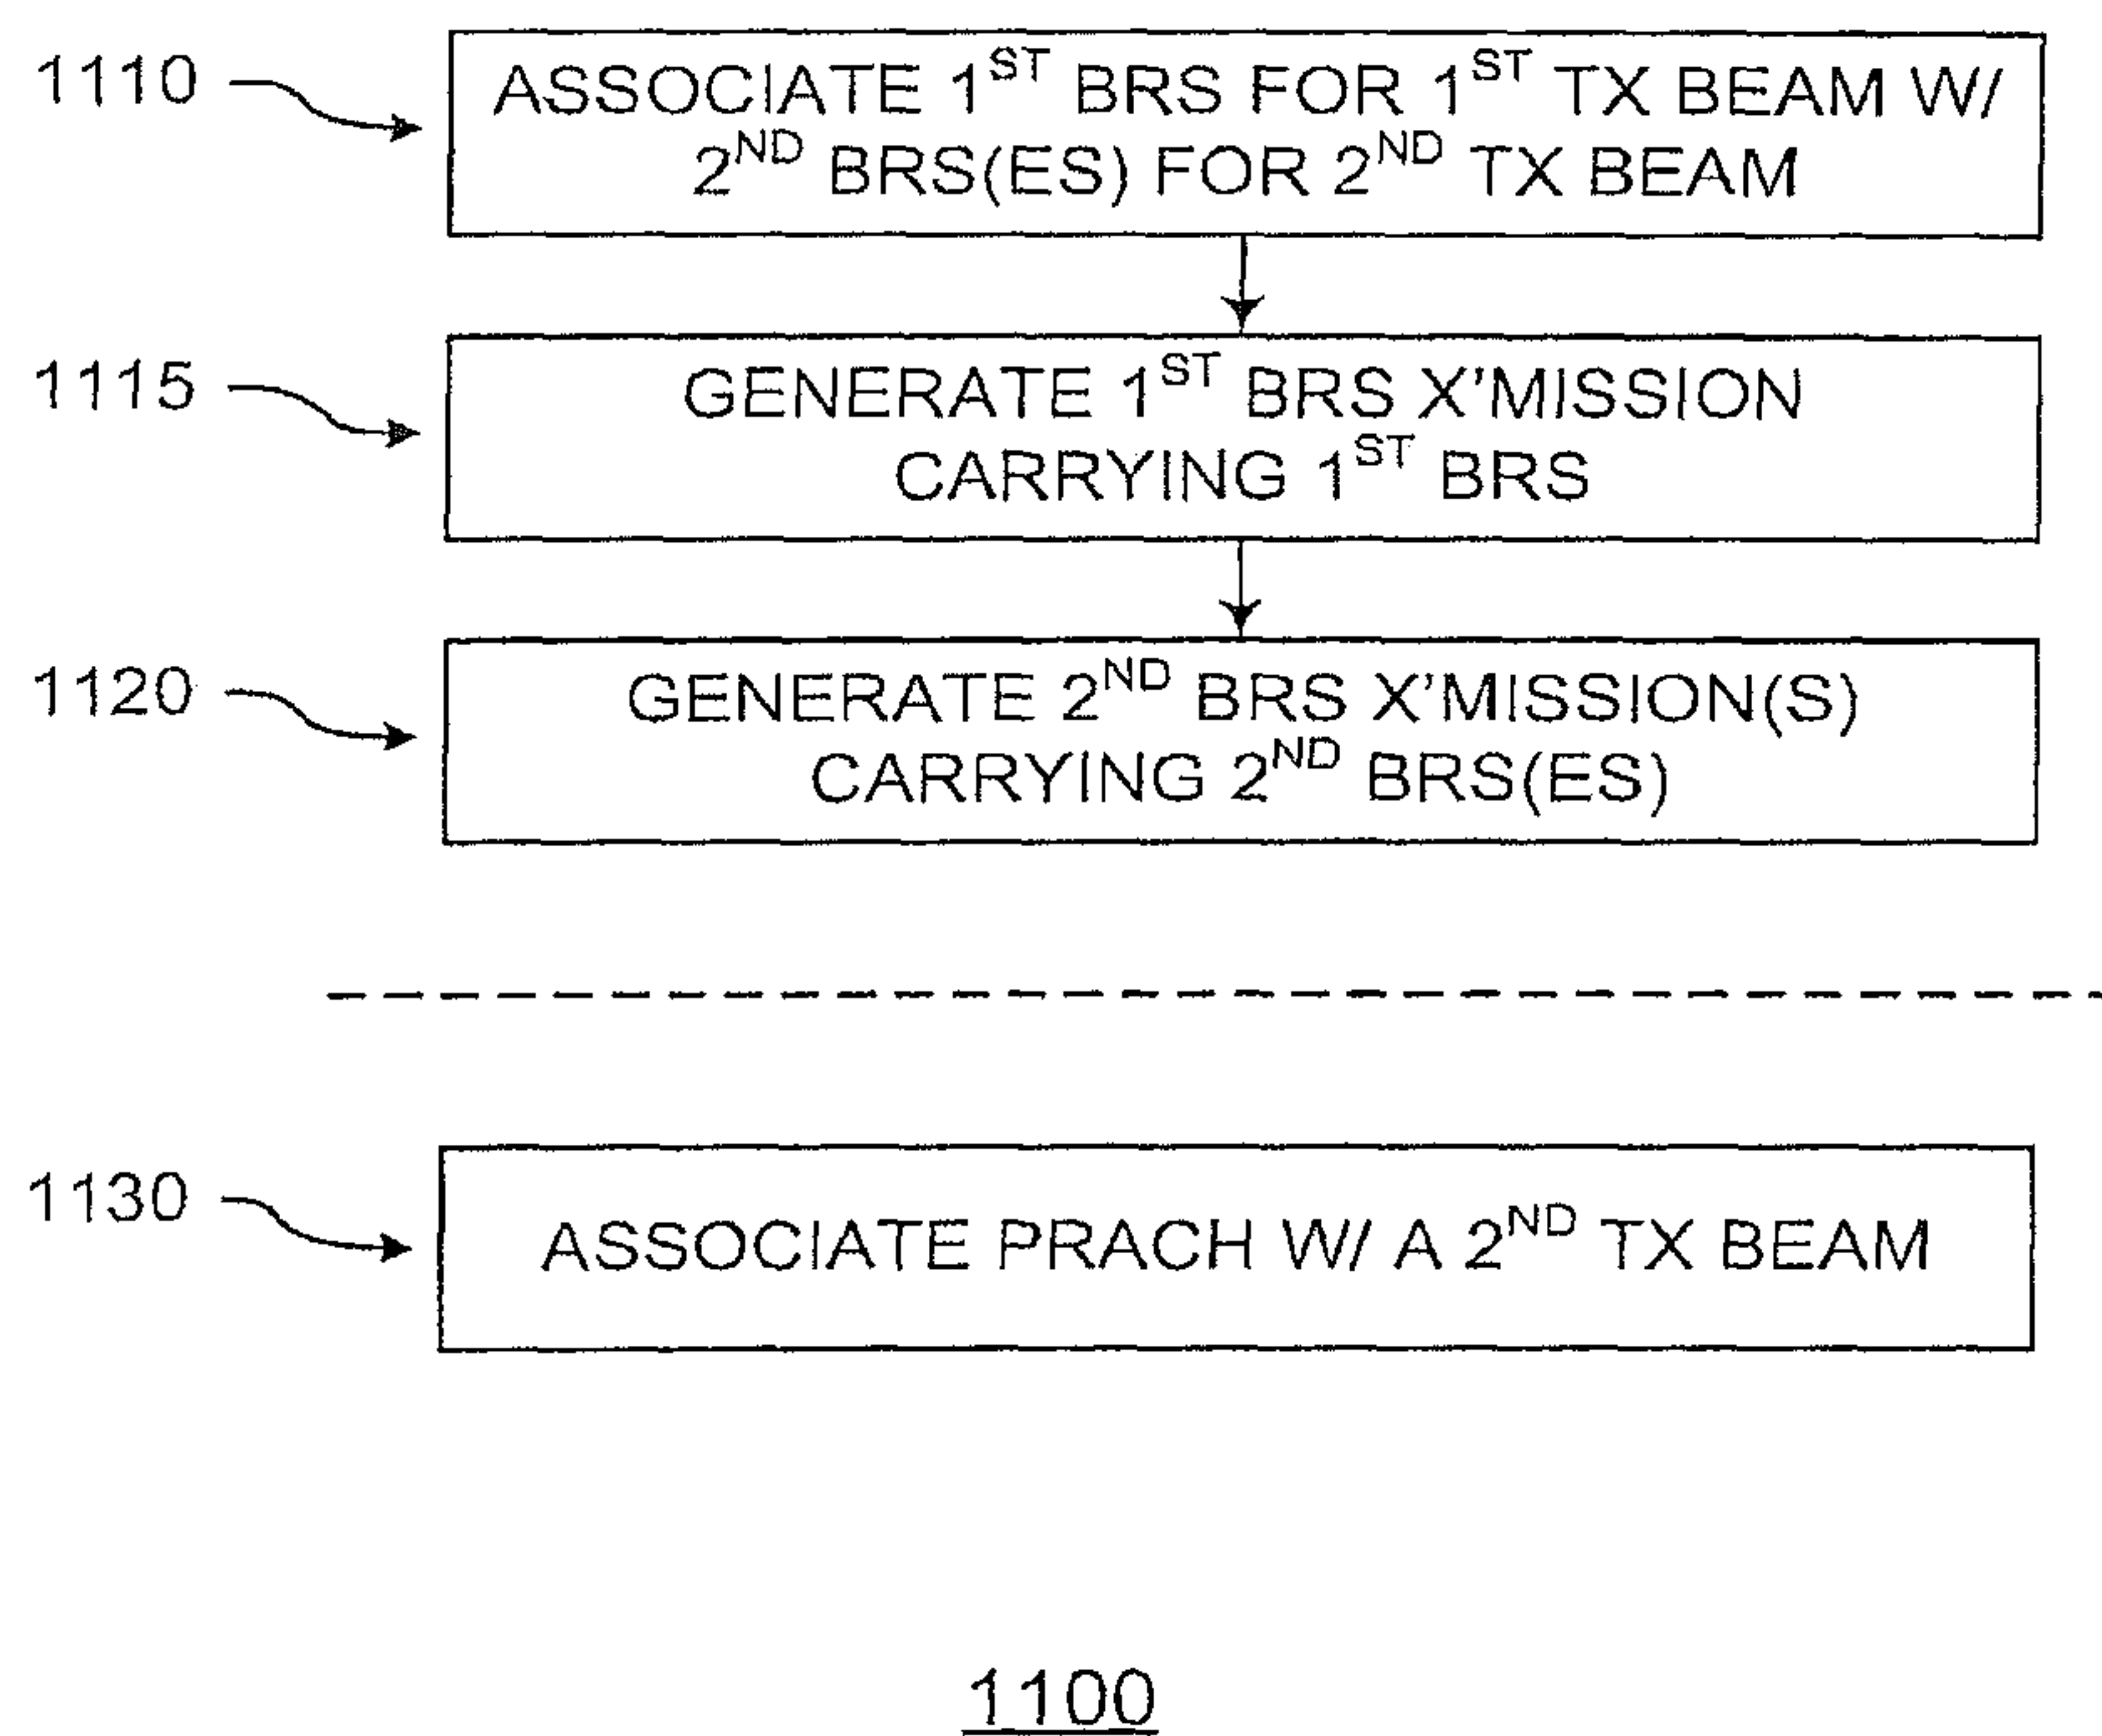 1110
ASSOCIATE 1ST BRS FOR 1ST TX BEAM W/
2ND BRS(ES) FOR 2ND TX BEAM
1115
GENERATE 1ST BRS X'MISSION
CARRYING 1ST BRS
1120
GENERATE 2ND BRS X'MISSION(S)
CARRYING 2ND BRS(ES)
1130
ASSOCIATE PRACH W/ A 2ND TX BEAM
1100